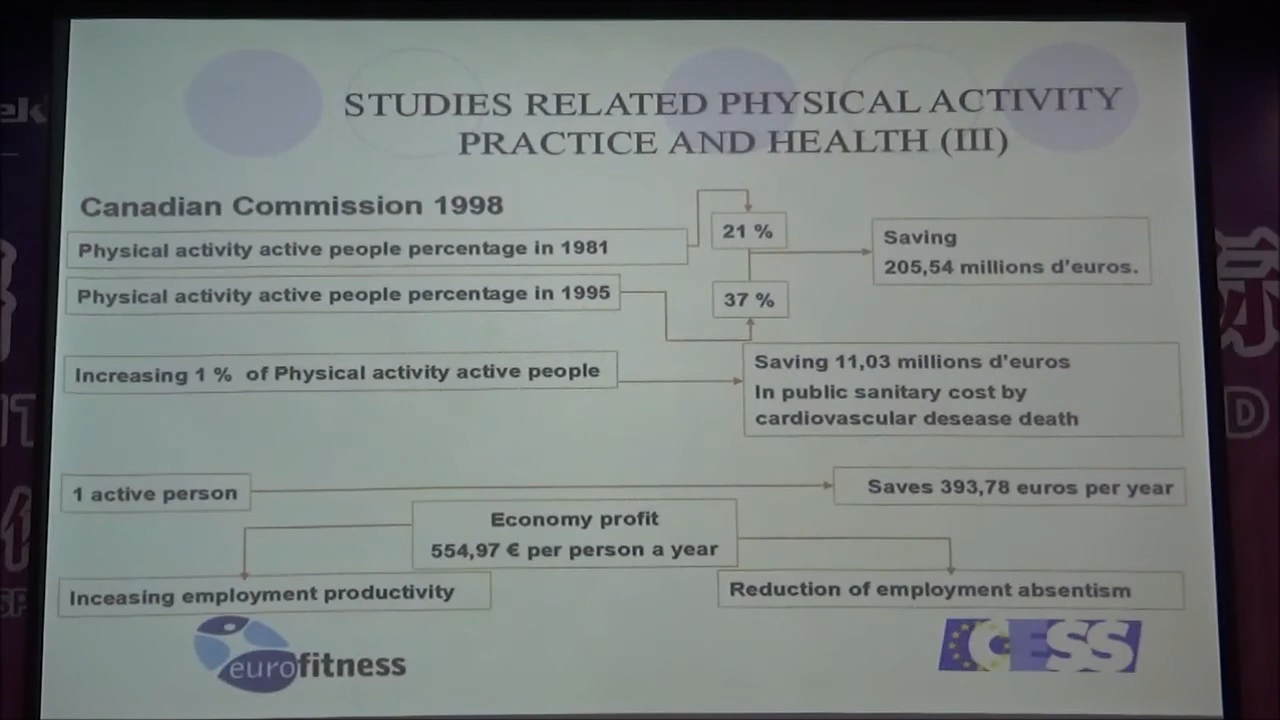 STUDIES RELATED PHYSICAL ACTIVITY
PRACTICE AND HEALTH (III)
Canadian Commission 1998
Physical activity active people percentage in 1981
21 %
Saving
205,54 millions d'euros.
Physical activity active people percentage in 1995
37 %
Increasing 1 % of Physical activity active people
Saving 11,03 millions d'euros
In public sanitary cost by
cardiovascular desease death
1 active person
Saves 393,78 euros per year
Economy profit
554,97 € per person a year
Inceasing employment productivity
Reduction of employment absentism
eurofitness
CESS